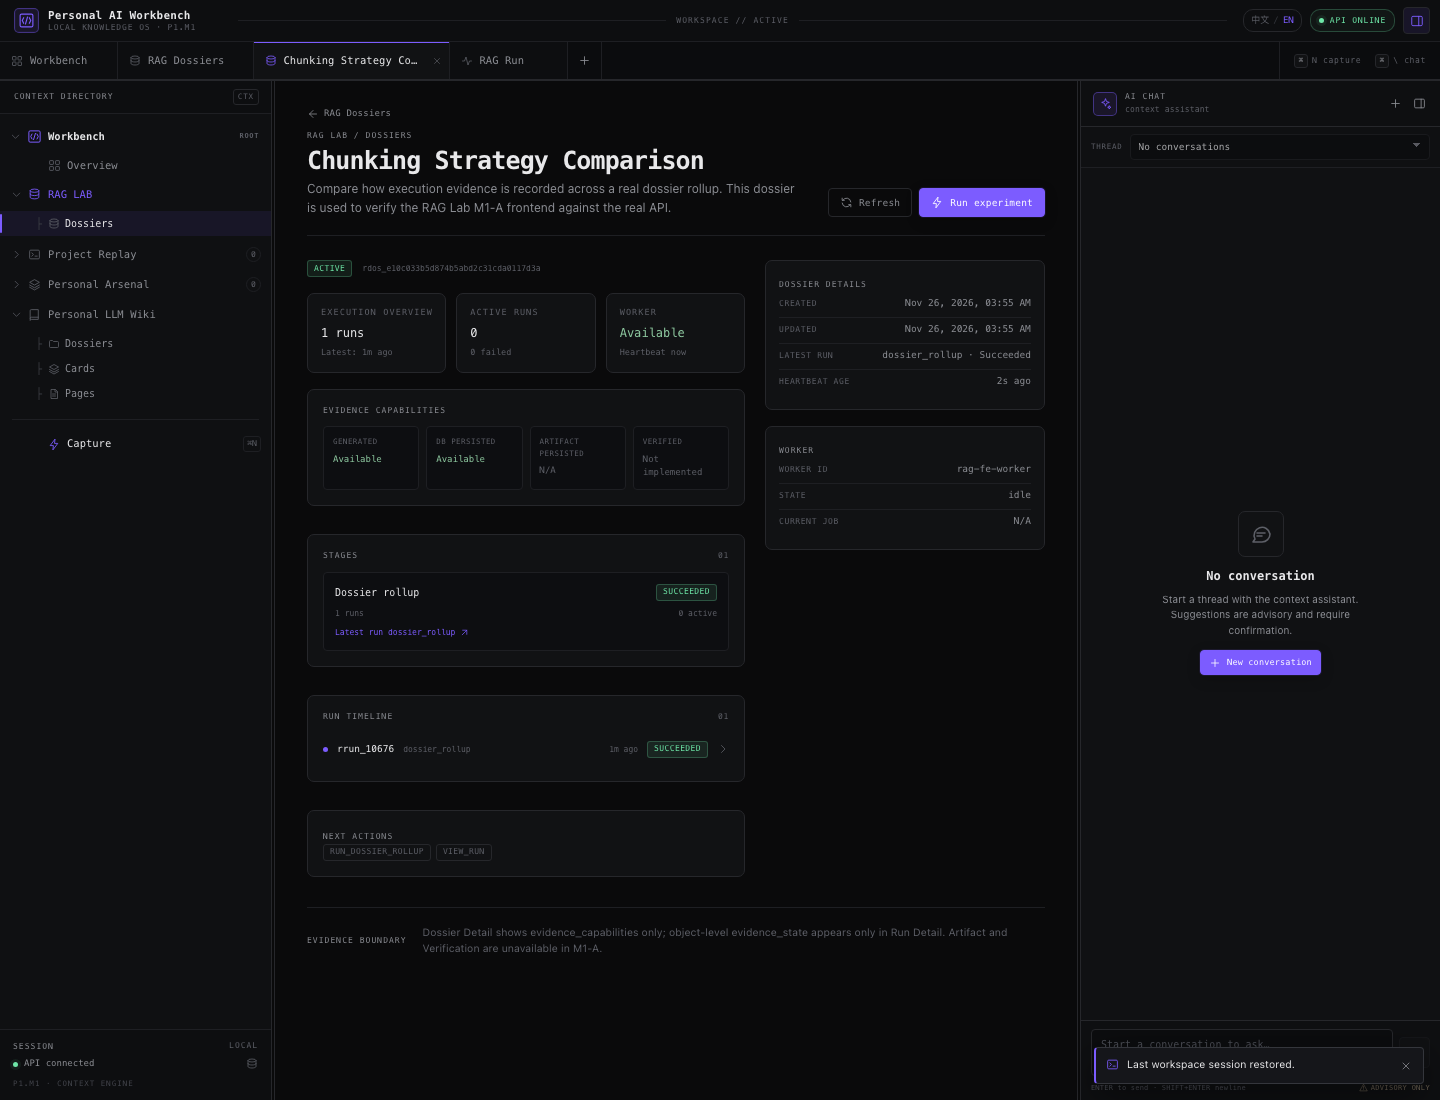 Personal AI Workbench
LOCAL KNOWLEDGE OS · P1.M1
WORKSPACE // ACTIVE
中文 / EN
API ONLINE
Workbench
RAG Dossiers
Chunking Strategy Co…
RAG Run
⌘ N capture
⌘ \ chat
CONTEXT DIRECTORY
CTX
Workbench
ROOT
Overview
RAG LAB
Dossiers
Project Replay
0
Personal Arsenal
0
Personal LLM Wiki
Dossiers
Cards
Pages
Capture
⌘N
SESSION
LOCAL
API connected
P1.M1 · CONTEXT ENGINE
RAG Dossiers
RAG LAB / DOSSIERS
Chunking Strategy Comparison
Compare how execution evidence is recorded across a real dossier rollup. This dossier
is used to verify the RAG Lab M1-A frontend against the real API.
Refresh
Run experiment
ACTIVE
rdos_e10c033b5d874b5abd2c31cda0117d3a
EXECUTION OVERVIEW
1 runs
Latest: 1m ago
ACTIVE RUNS
0
0 failed
WORKER
Available
Heartbeat now
EVIDENCE CAPABILITIES
GENERATED
Available
DB PERSISTED
Available
ARTIFACT
PERSISTED
N/A
VERIFIED
Not
implemented
STAGES
01
Dossier rollup
SUCCEEDED
1 runs
0 active
Latest run dossier_rollup
RUN TIMELINE
01
rrun_10676
dossier_rollup
1m ago
SUCCEEDED
NEXT ACTIONS
RUN_DOSSIER_ROLLUP
VIEW_RUN
DOSSIER DETAILS
CREATED
Nov 26, 2026, 03:55 AM
UPDATED
Nov 26, 2026, 03:55 AM
LATEST RUN
dossier_rollup · Succeeded
HEARTBEAT AGE
2s ago
WORKER
WORKER ID
rag-fe-worker
STATE
idle
CURRENT JOB
N/A
EVIDENCE BOUNDARY
Dossier Detail shows evidence_capabilities only; object-level evidence_state appears only in Run Detail. Artifact and
Verification are unavailable in M1-A.
AI CHAT
context assistant
THREAD
No conversations
No conversation
Start a thread with the context assistant.
Suggestions are advisory and require
confirmation.
New conversation
Start a conversation to ask…
Last workspace session restored.
ENTER to send · SHIFT+ENTER newline
ADVISORY ONLY